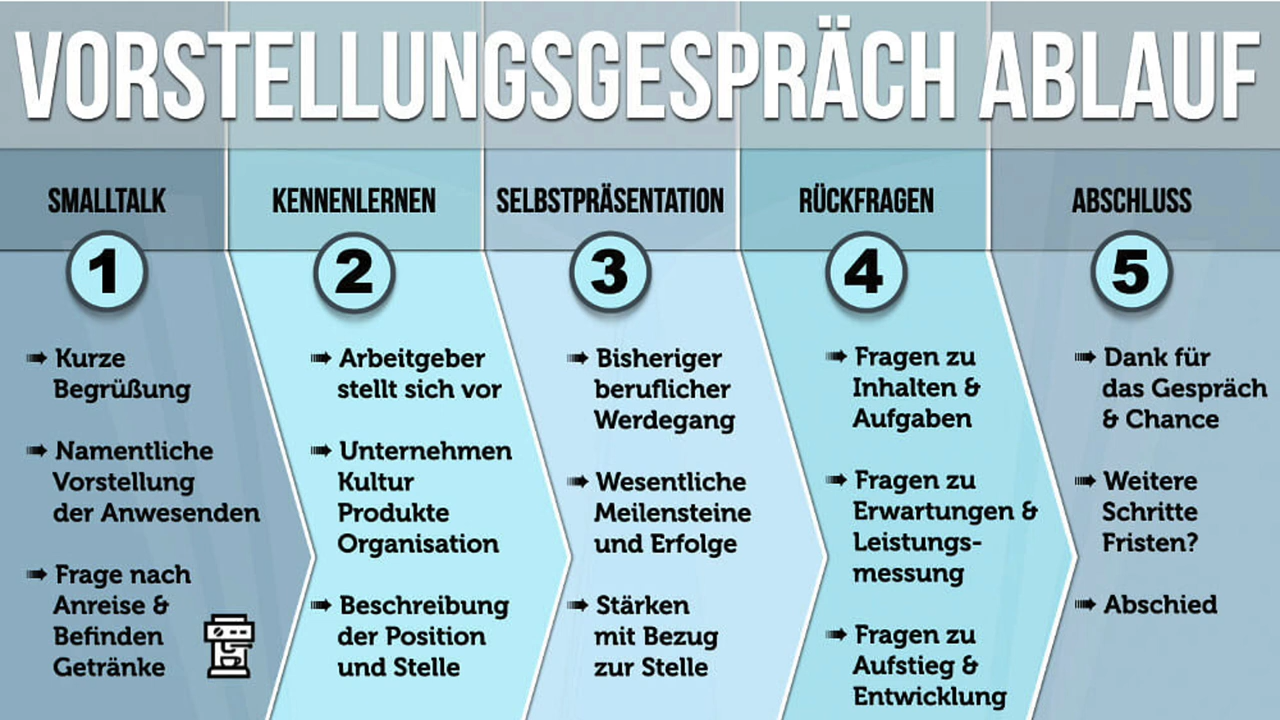 VORSTELLUNGSGESPRÄCH ABLAUF
SMALLTALK
1
➠ Kurze
Begrüßung
➠ Namentliche
Vorstellung
der Anwesenden
➠ Frage nach
Anreise &
Befinden
Getränke
KENNENLERNEN
2
➠ Arbeitgeber
stellt sich vor
➠ Unternehmen
Kultur
Produkte
Organisation
➠ Beschreibung
der Position
und Stelle
SELBSTPRÄSENTATION
3
➠ Bisheriger
beruflicher
Werdegang
➠ Wesentliche
Meilensteine
und Erfolge
➠ Stärken
mit Bezug
zur Stelle
RÜCKFRAGEN
4
➠ Fragen zu
Inhalten &
Aufgaben
➠ Fragen zu
Erwartungen &
Leistungs-
messung
➠ Fragen zu
Aufstieg &
Entwicklung
ABSCHLUSS
5
➠ Dank für
das Gespräch
& Chance
➠ Weitere
Schritte
Fristen?
➠ Abschied